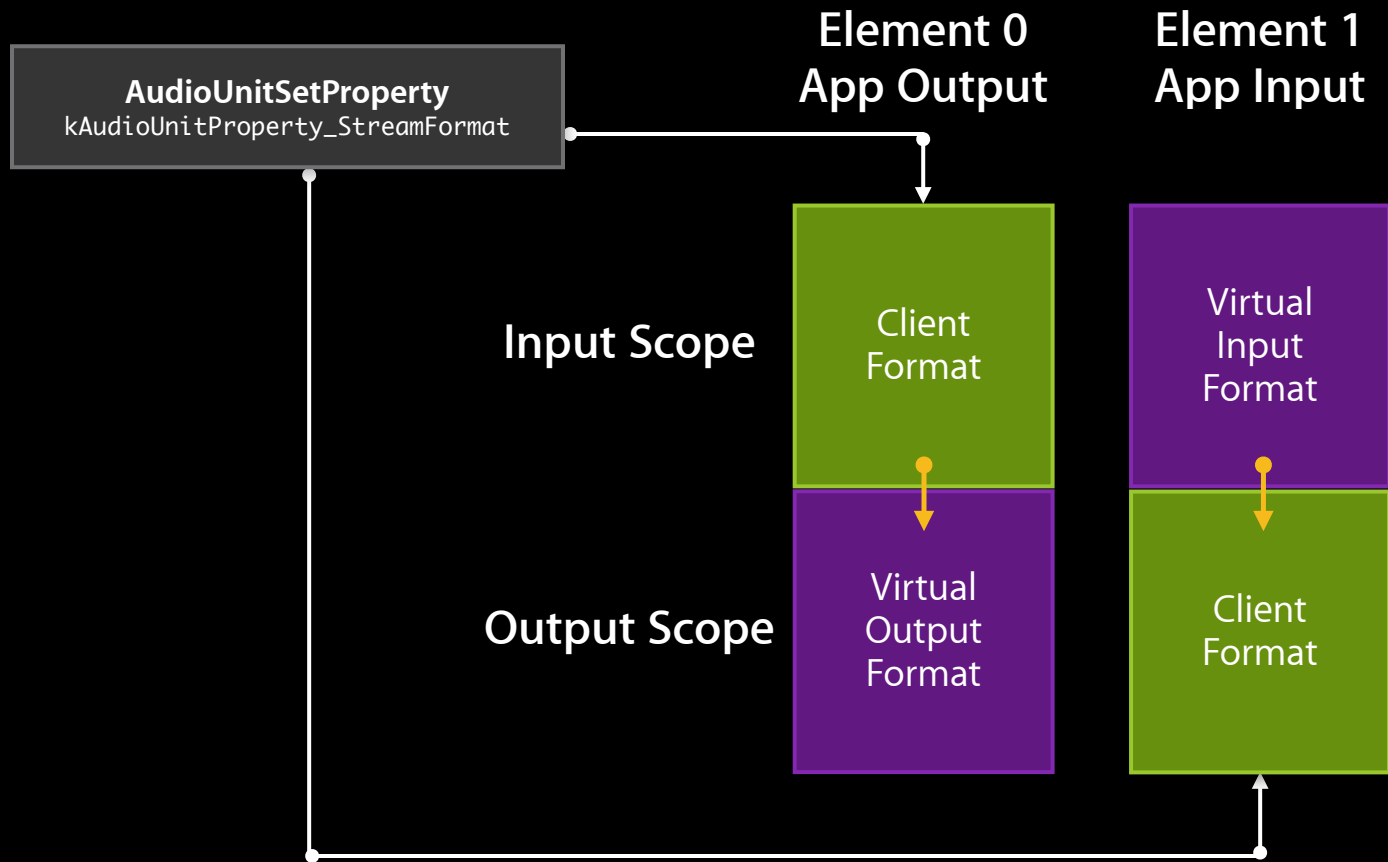 Element 0
App Output
Element 1
App Input
AudioUnitSetProperty
kAudioUnitProperty_StreamFormat
Input Scope
Client
Format
Virtual
Input
Format
Output Scope
Virtual
Output
Format
Client
Format